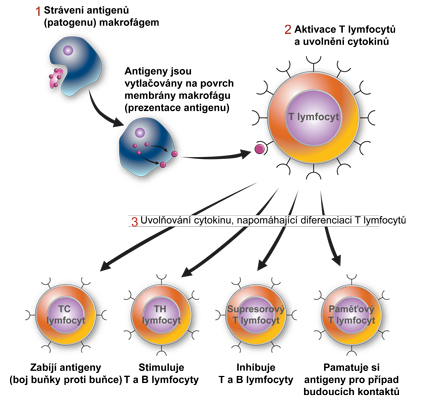 1 Strávení antigenů
(patogenu) makrofágem
2 Aktivace T lymfocytů
a uvolnění cytokinů
Antigeny jsou
vytlačovány na povrch
membrány makrofágu
(prezentace antigenu)
T lymfocyt
3 Uvolňování cytokinu, napomáhající diferenciaci T lymfocytů
TC
lymfocyt
TH
lymfocyt
Supresorový
T lymfocyt
Paměťový
T lymfocyt
Zabíjí antigeny
(boj buňky proti buňce)
Stimuluje
T a B lymfocyty
Inhibuje
T a B lymfocyty
Pamatuje si
antigeny pro případ
budoucích kontaktů